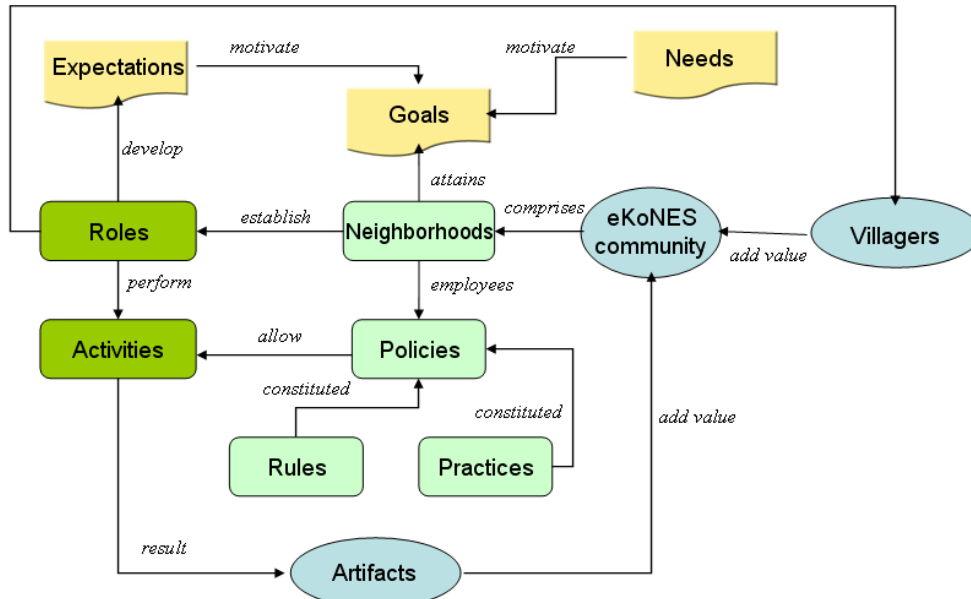 motivate
motivate
Expectations
Needs
Goals
develop
attains
Roles
establish
Neighborhoods
comprises
eKoNES
community
Villagers
add value
perform
employees
Activities
allow
Policies
constituted
constituted
add value
Rules
Practices
result
Artifacts